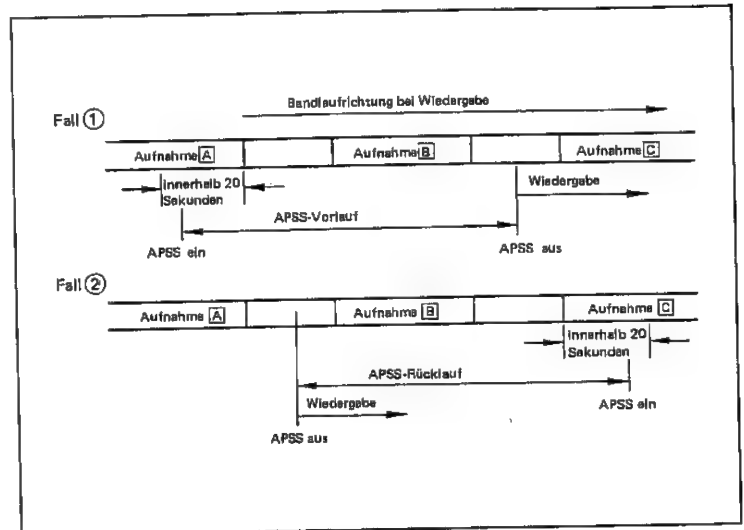 Bandlaufrichtung bei Wiedergabe
Fall ①
Aufnahme A
Aufnahme B
Aufnahme C
Innerhalb 20
Sekunden
Wiedergabe
APSS-Vorlauf
APSS ein
APSS aus
Fall ②
Aufnahme A
Aufnahme B
Aufnahme C
Innerhalb 20
Sekunden
APSS-Rücklauf
Wiedergabe
APSS ein
APSS aus